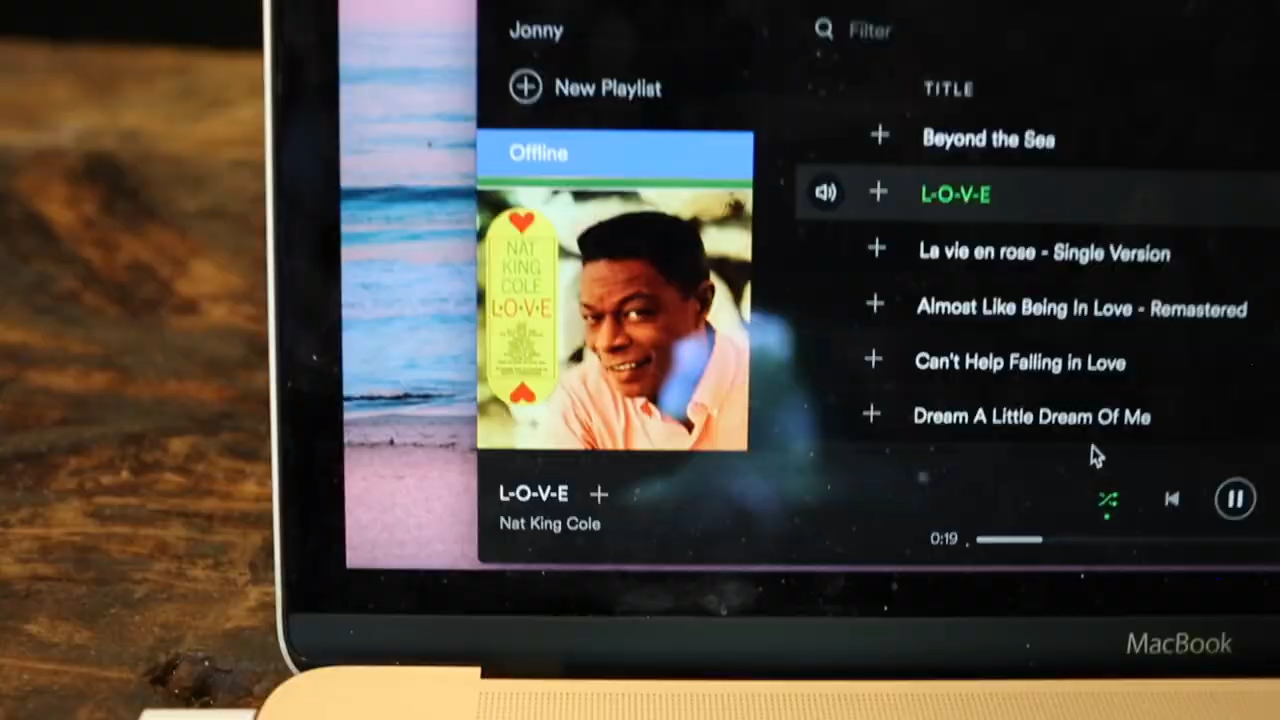 Jonny
Filter
New Playlist
TITLE
Offline
Beyond the Sea
L-O-V-E
La vie en rose - Single Version
Almost Like Being In Love - Remastered
Can't Help Falling in Love
Dream A Little Dream Of Me
NAT
KING
COLE
L·O·V·E
L-O-V-E
Nat King Cole
0:19
MacBook